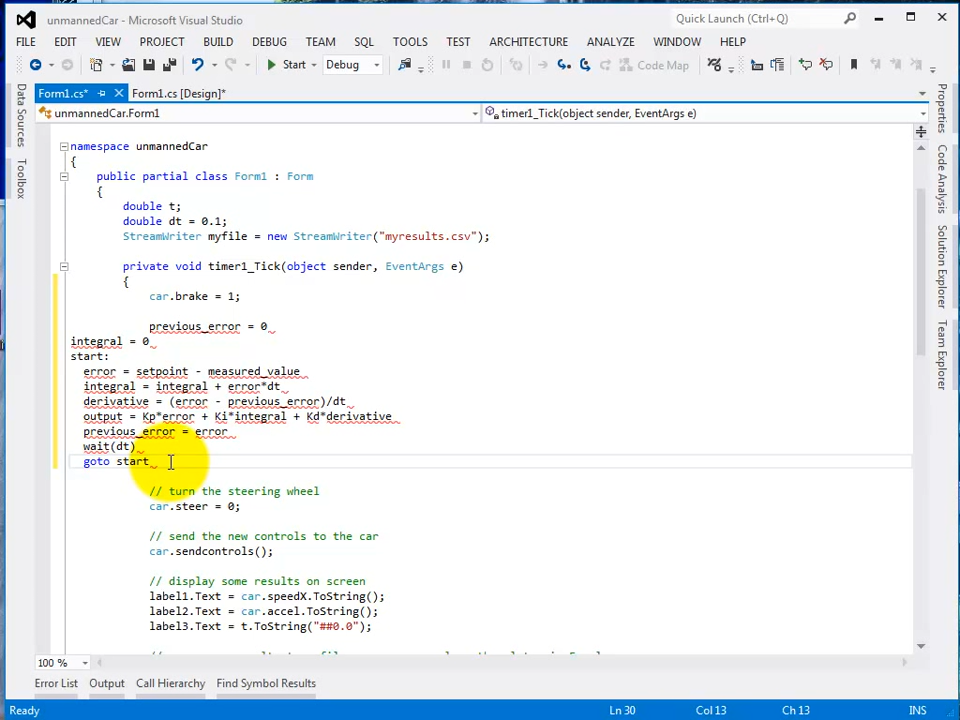 unmannedCar - Microsoft Visual Studio
Quick Launch (Ctrl+Q)
FILE EDIT VIEW PROJECT BUILD DEBUG TEAM SQL TOOLS TEST ARCHITECTURE ANALYZE WINDOW HELP
Start Debug Code Map
Form1.cs* Form1.cs [Design]*
unmannedCar.Form1 timer1_Tick(object sender, EventArgs e)
Data Sources
Toolbox
Properties
Code Analysis
Solution Explorer
Team Explorer
namespace unmannedCar
{
public partial class Form1 : Form
{
double t;
double dt = 0.1;
StreamWriter myfile = new StreamWriter("myresults.csv");
private void timer1_Tick(object sender, EventArgs e)
{
car.brake = 1;
previous_error = 0
integral = 0
start:
error = setpoint - measured_value
integral = integral + error*dt
derivative = (error - previous_error)/dt
output = Kp*error + Ki*integral + Kd*derivative
previous_error = error
wait(dt)
goto start
// turn the steering wheel
car.steer = 0;
// send the new controls to the car
car.sendcontrols();
// display some results on screen
label1.Text = car.speedX.ToString();
label2.Text = car.accel.ToString();
label3.Text = t.ToString("##0.0");
100 %
Error List Output Call Hierarchy Find Symbol Results
Ready Ln 30 Col 13 Ch 13 INS